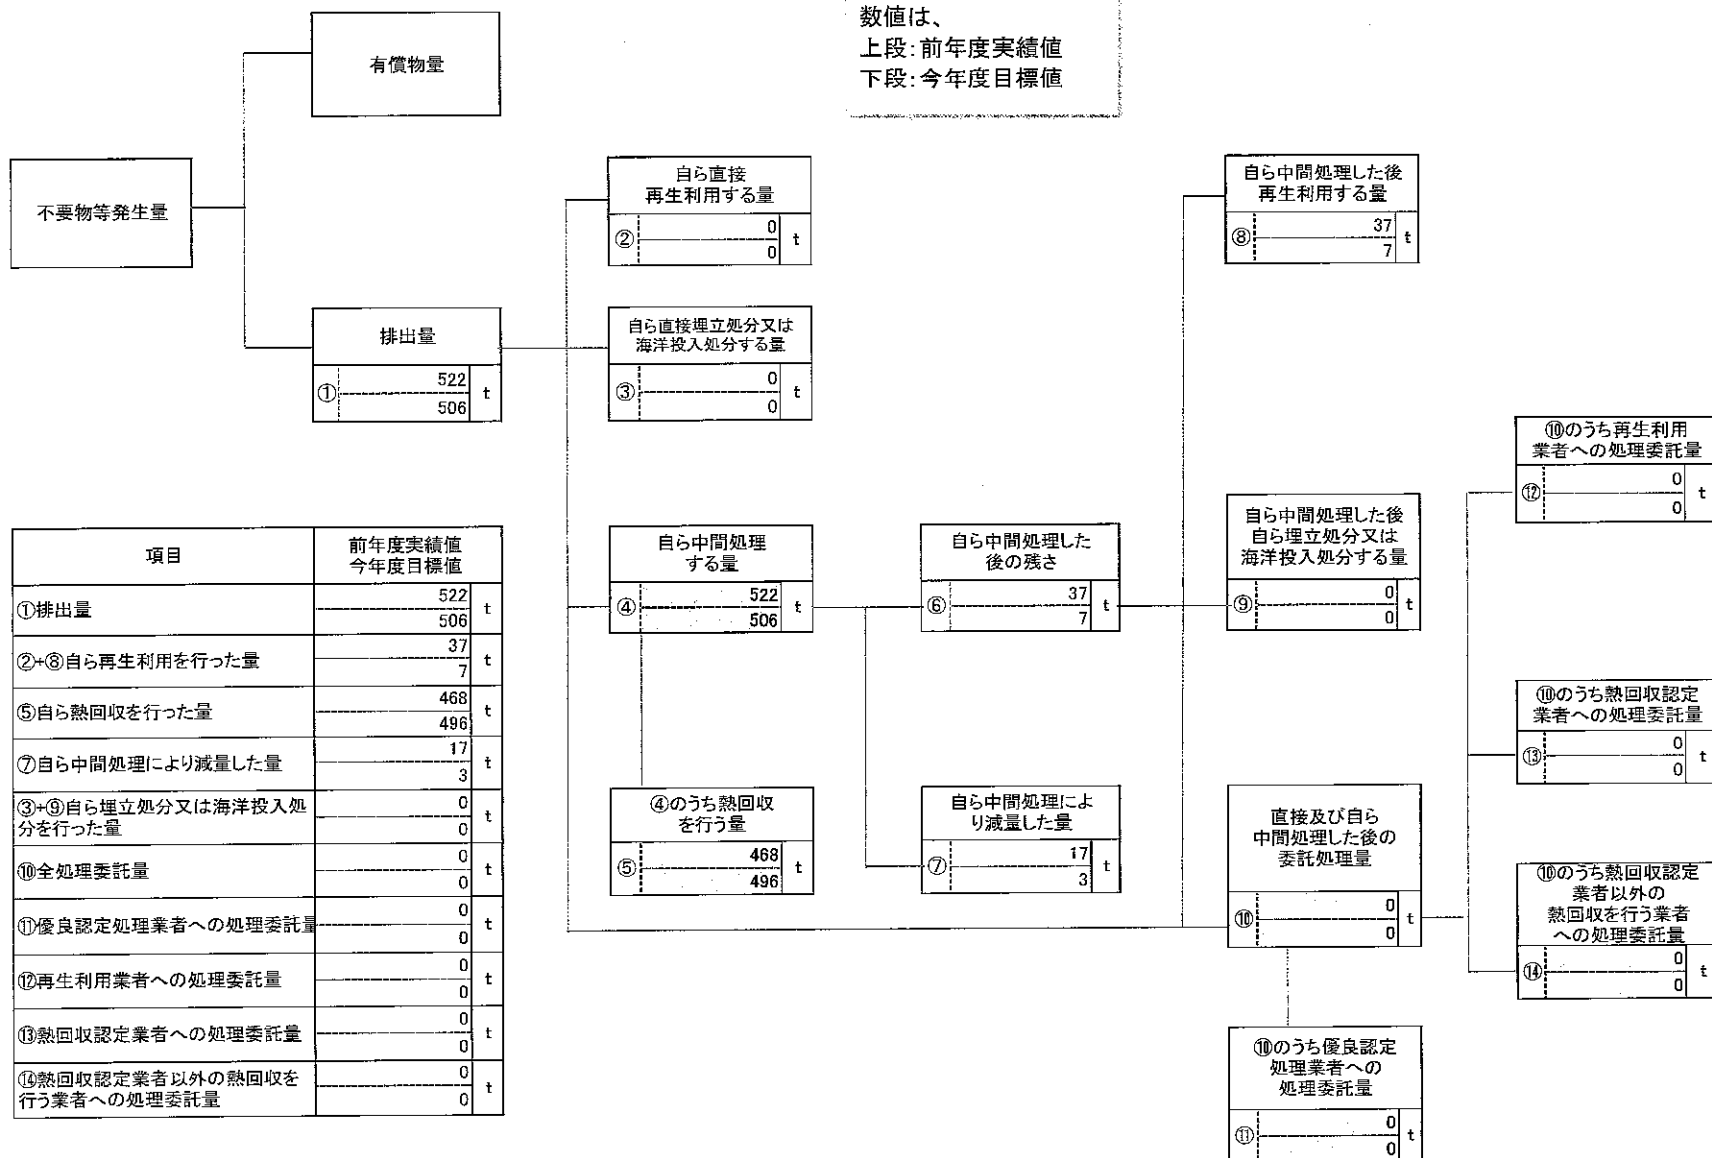 数値は、
上段:前年度実績値
下段:今年度目標値
有償物量
不要物等発生量
排出量
①
522
506
t
自ら直接
再生利用する量
②
0
0
t
自ら直接埋立処分又は
海洋投入処分する量
③
0
0
t
自ら中間処理
する量
④
522
506
t
④のうち熱回収
を行う量
⑤
468
496
t
自ら中間処理した
後の残さ
⑥
37
7
t
自ら中間処理によ
り減量した量
⑦
17
3
t
自ら中間処理した後
再生利用する量
⑧
37
7
t
自ら中間処理した後
自ら埋立処分又は
海洋投入処分する量
⑨
0
0
t
直接及び自ら
中間処理した後の
委託処理量
⑩
0
0
t
⑩のうち優良認定
処理業者への
処理委託量
⑪
0
0
t
⑩のうち再生利用
業者への処理委託量
⑫
0
0
t
⑩のうち熱回収認定
業者への処理委託量
⑬
0
0
t
⑩のうち熱回収認定
業者以外の
熱回収を行う業者
への処理委託量
⑭
0
0
t
項目
前年度実績値
今年度目標値
①排出量
522
506
t
②+⑧自ら再生利用を行った量
37
7
t
⑤自ら熱回収を行った量
468
496
t
⑦自ら中間処理により減量した量
17
3
t
③+⑨自ら埋立処分又は海洋投入処
分を行った量
0
0
t
⑩全処理委託量
0
0
t
⑪優良認定処理業者への処理委託量
0
0
t
⑫再生利用業者への処理委託量
0
0
t
⑬熱回収認定業者への処理委託量
0
0
t
⑭熱回収認定業者以外の熱回収を
行う業者への処理委託量
0
0
t